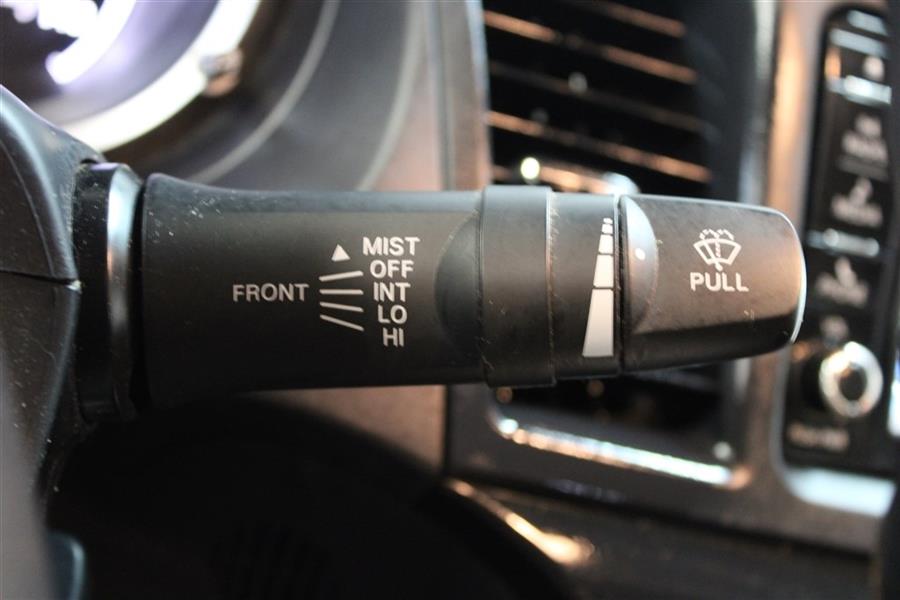 MIST
OFF
FRONT INT
LO
HI
PULL